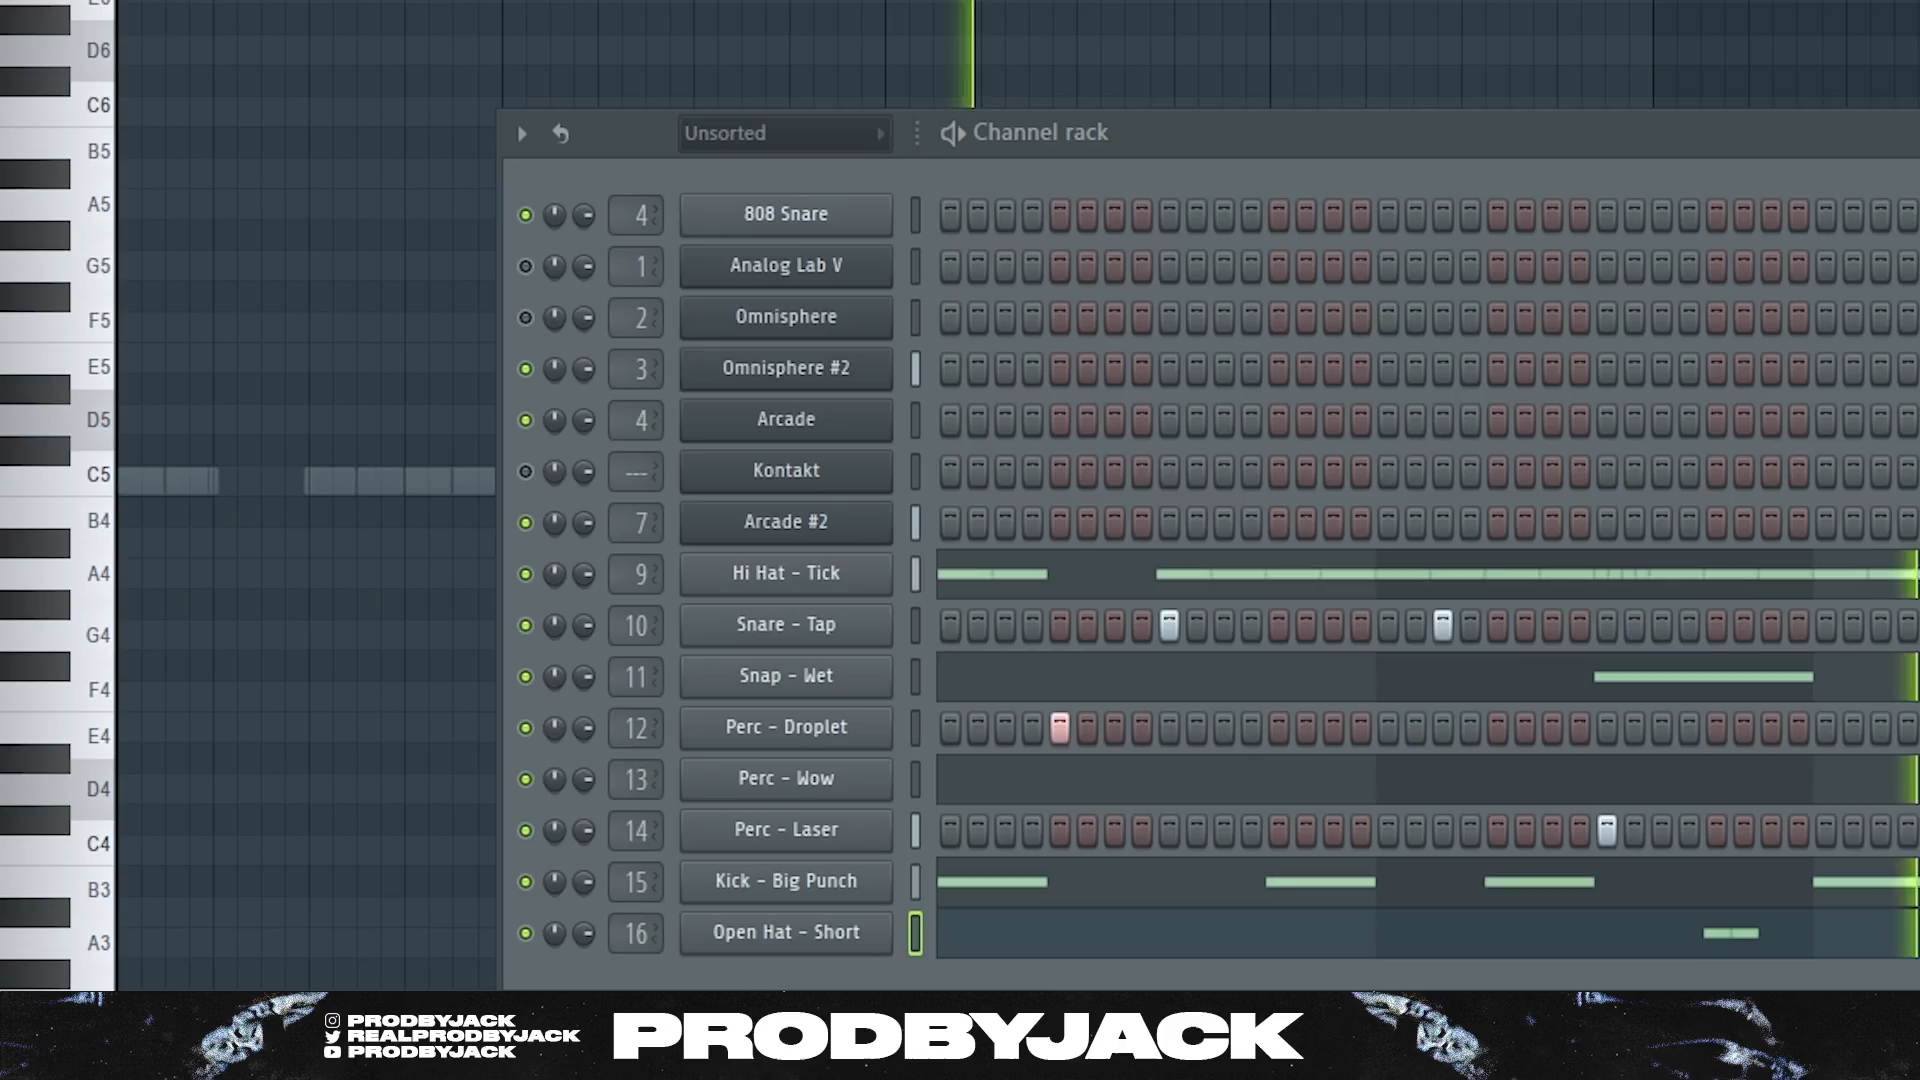 D6
C6
B5
A5
G5
F5
E5
D5
C5
B4
A4
G4
F4
E4
D4
C4
B3
A3
Unsorted
Channel rack
4 808 Snare
1 Analog Lab V
2 Omnisphere
3 Omnisphere #2
4 Arcade
--- Kontakt
7 Arcade #2
9 Hi Hat - Tick
10 Snare - Tap
11 Snap - Wet
12 Perc - Droplet
13 Perc - Wow
14 Perc - Laser
15 Kick - Big Punch
16 Open Hat - Short
PRODBYJACK
REALPRODBYJACK
PRODBYJACK
PRODBYJACK